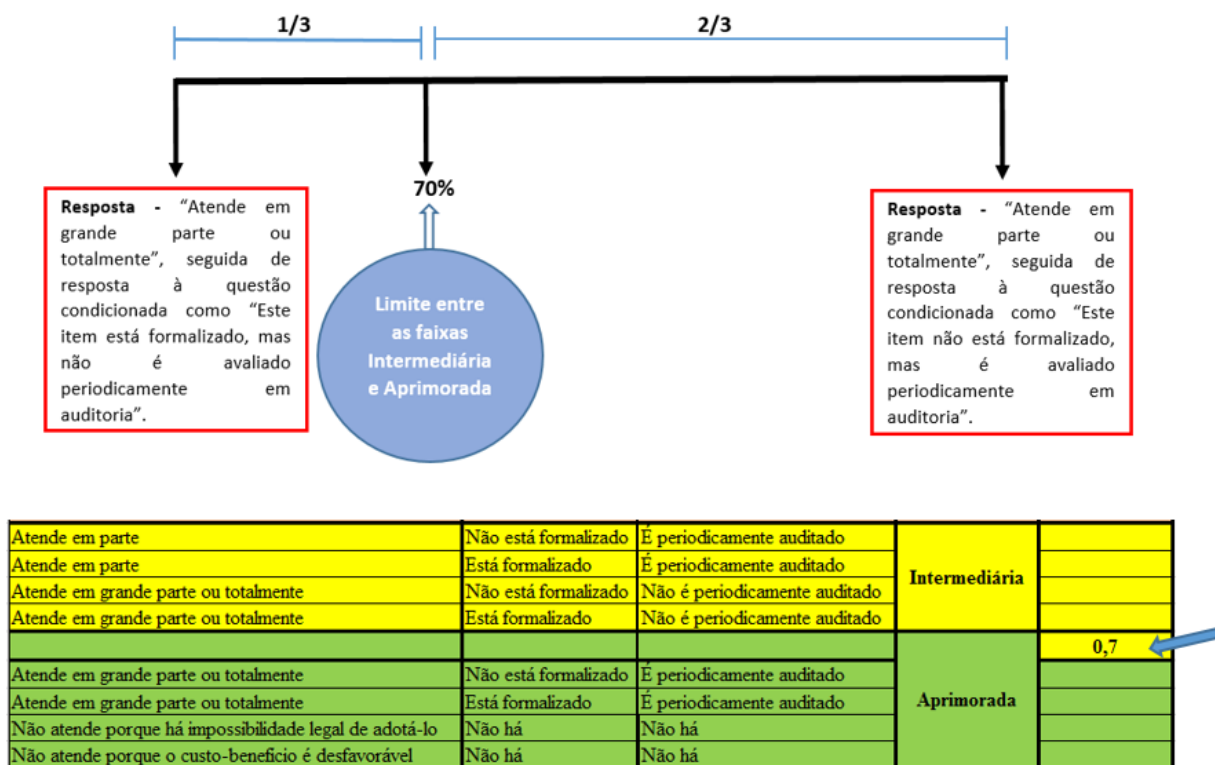 1/3
2/3
70%
Resposta - “Atende em
grande parte ou
totalmente”, seguida de
resposta à questão
condicionada como “Este
item está formalizado, mas
não é avaliado
periodicamente em
auditoria”.
Limite entre
as faixas
Intermediária
e Aprimorada
Resposta - “Atende em
grande parte ou
totalmente”, seguida de
resposta à questão
condicionada como “Este
item não está formalizado,
mas é avaliado
periodicamente em
auditoria”.
Atende em parte Não está formalizado É periodicamente auditado
Atende em parte Está formalizado É periodicamente auditado
Intermediária
Atende em grande parte ou totalmente Não está formalizado Não é periodicamente auditado
Atende em grande parte ou totalmente Está formalizado Não é periodicamente auditado
0,7
Atende em grande parte ou totalmente Não está formalizado É periodicamente auditado
Atende em grande parte ou totalmente Está formalizado É periodicamente auditado
Aprimorada
Não atende porque há impossibilidade legal de adotá-lo Não há Não há
Não atende porque o custo-benefício é desfavorável Não há Não há